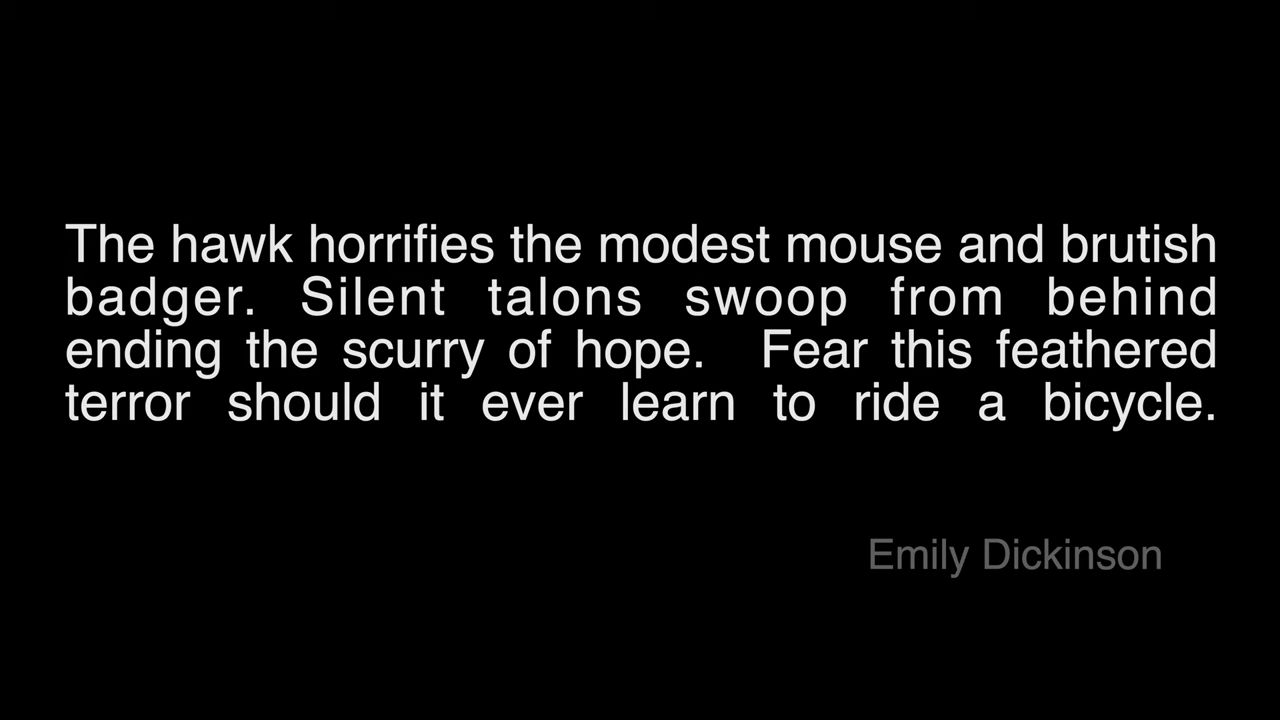 The hawk horrifies the modest mouse and brutish
badger. Silent talons swoop from behind
ending the scurry of hope. Fear this feathered
terror should it ever learn to ride a bicycle.
Emily Dickinson